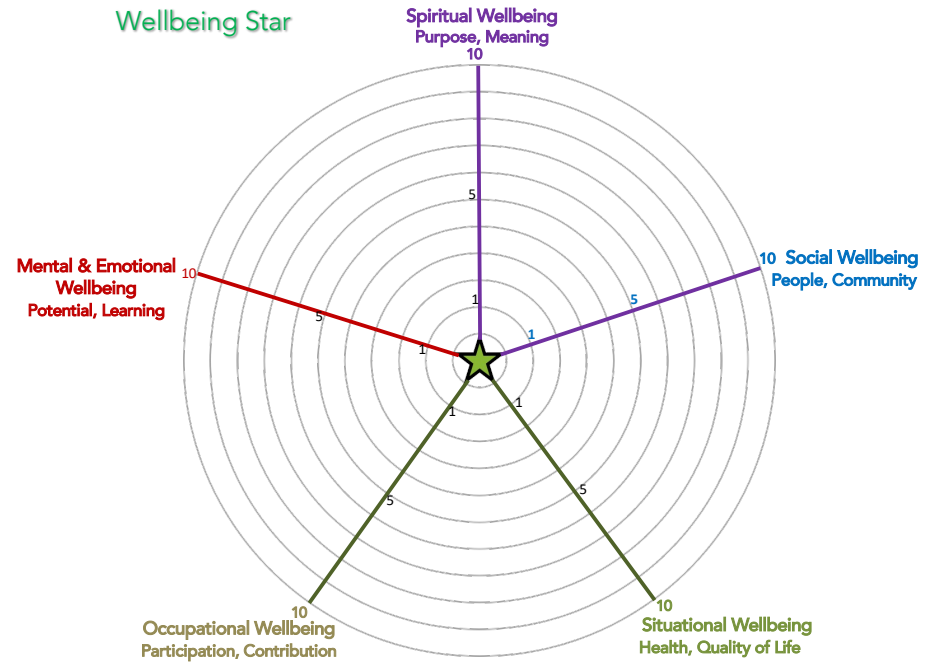 Wellbeing Star
Spiritual Wellbeing
Purpose, Meaning
10
5
1
10 Social Wellbeing
People, Community
5
1
Mental & Emotional
Wellbeing
Potential, Learning
10
5
1
1
5
10
Occupational Wellbeing
Participation, Contribution
1
5
10
Situational Wellbeing
Health, Quality of Life